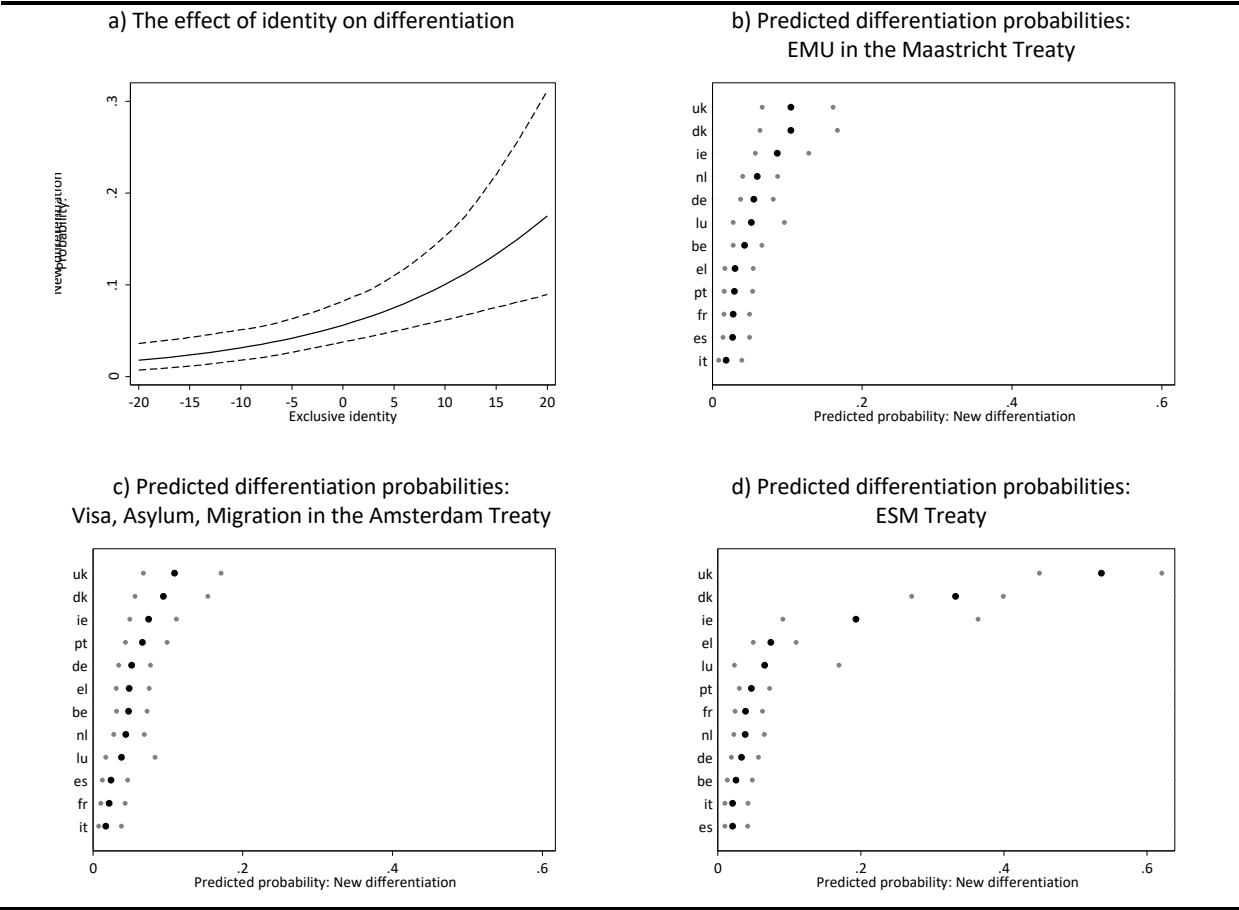 a) The effect of identity on differentiation
.3
.2
.1
0
-20 -15 -10 -5 0 5 10 15 20
Exclusive identity
b) Predicted differentiation probabilities:
EMU in the Maastricht Treaty
uk
dk
ie
nl
de
lu
be
el
pt
fr
es
it
0 .2 .4 .6
Predicted probability: New differentiation
c) Predicted differentiation probabilities:
Visa, Asylum, Migration in the Amsterdam Treaty
uk
dk
ie
pt
de
el
be
nl
lu
es
fr
it
0 .2 .4 .6
Predicted probability: New differentiation
d) Predicted differentiation probabilities:
ESM Treaty
uk
dk
ie
el
lu
pt
fr
nl
de
be
it
es
0 .2 .4 .6
Predicted probability: New differentiation